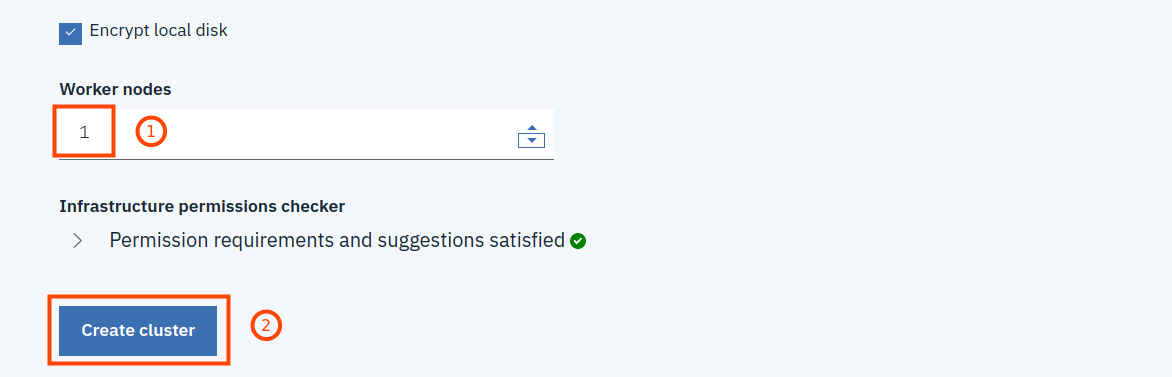 Encrypt local disk
Worker nodes
1 1
Infrastructure permissions checker
Permission requirements and suggestions satisfied
Create cluster 2